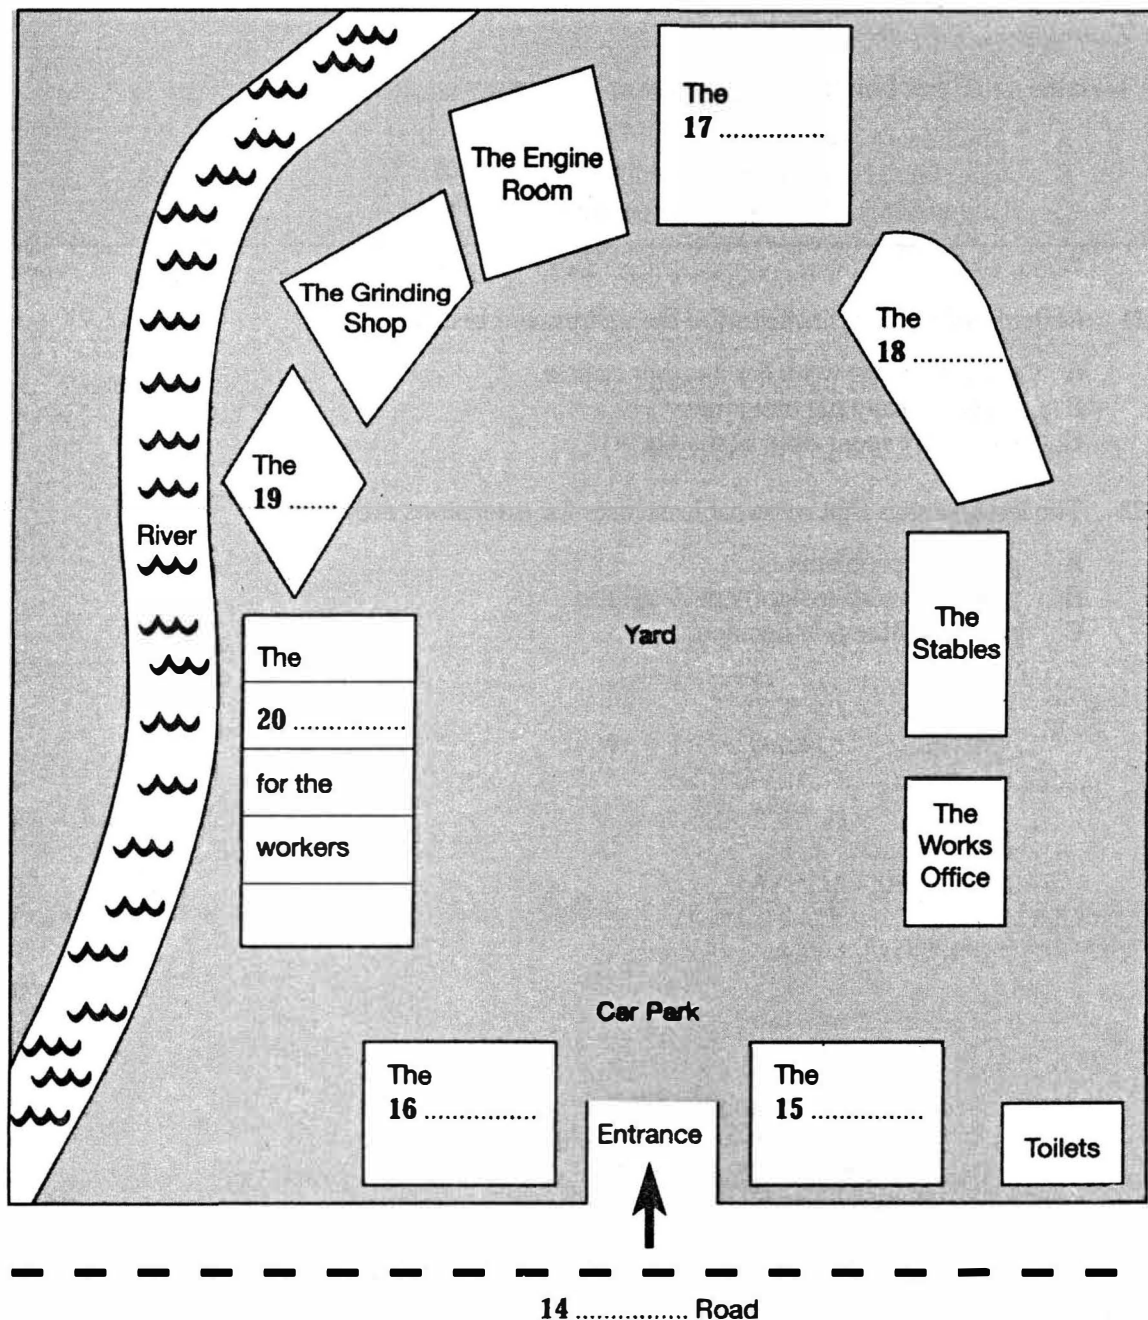 The
17 ...............
The Engine
Room
The Grinding
Shop
The
18 .............
The
19 .......
River
The
20 ................
for the
workers
Yard
The
Stables
The
Works
Office
Car Park
The
16 ................
Entrance
The
15 ................
Toilets
14 ................ Road